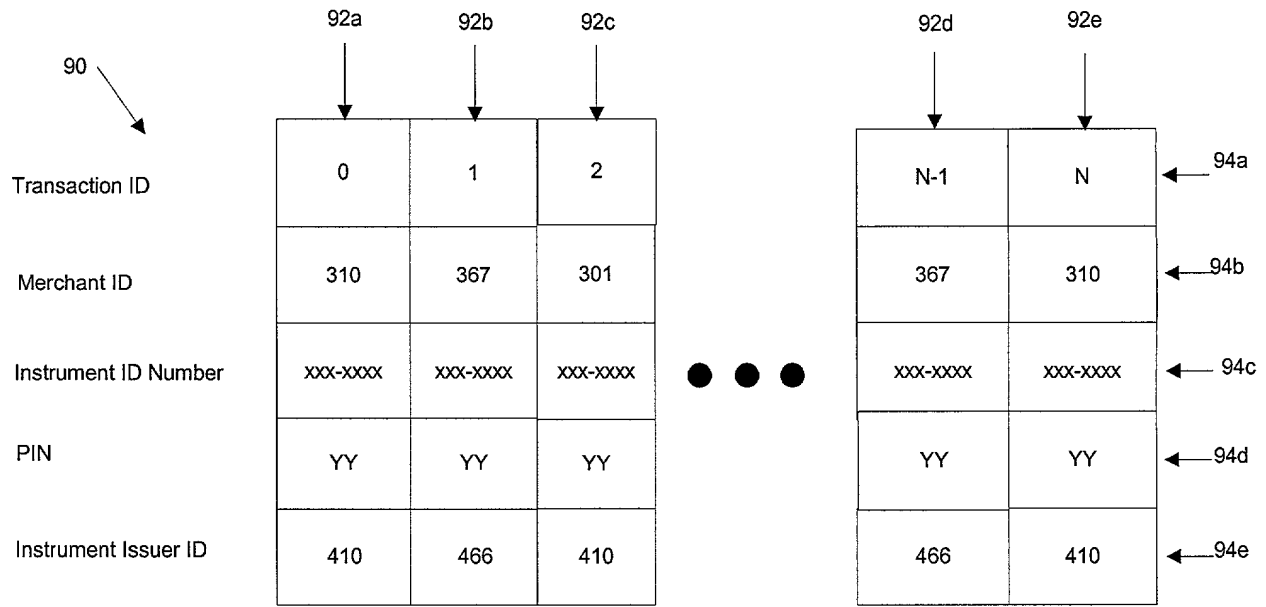 92a 92b 92c 92d 92e
90
Transaction ID 0 1 2 N-1 N 94a
Merchant ID 310 367 301 367 310 94b
Instrument ID Number xxx-xxxx xxx-xxxx xxx-xxxx xxx-xxxx xxx-xxxx 94c
PIN YY YY YY YY YY 94d
Instrument Issuer ID 410 466 410 466 410 94e